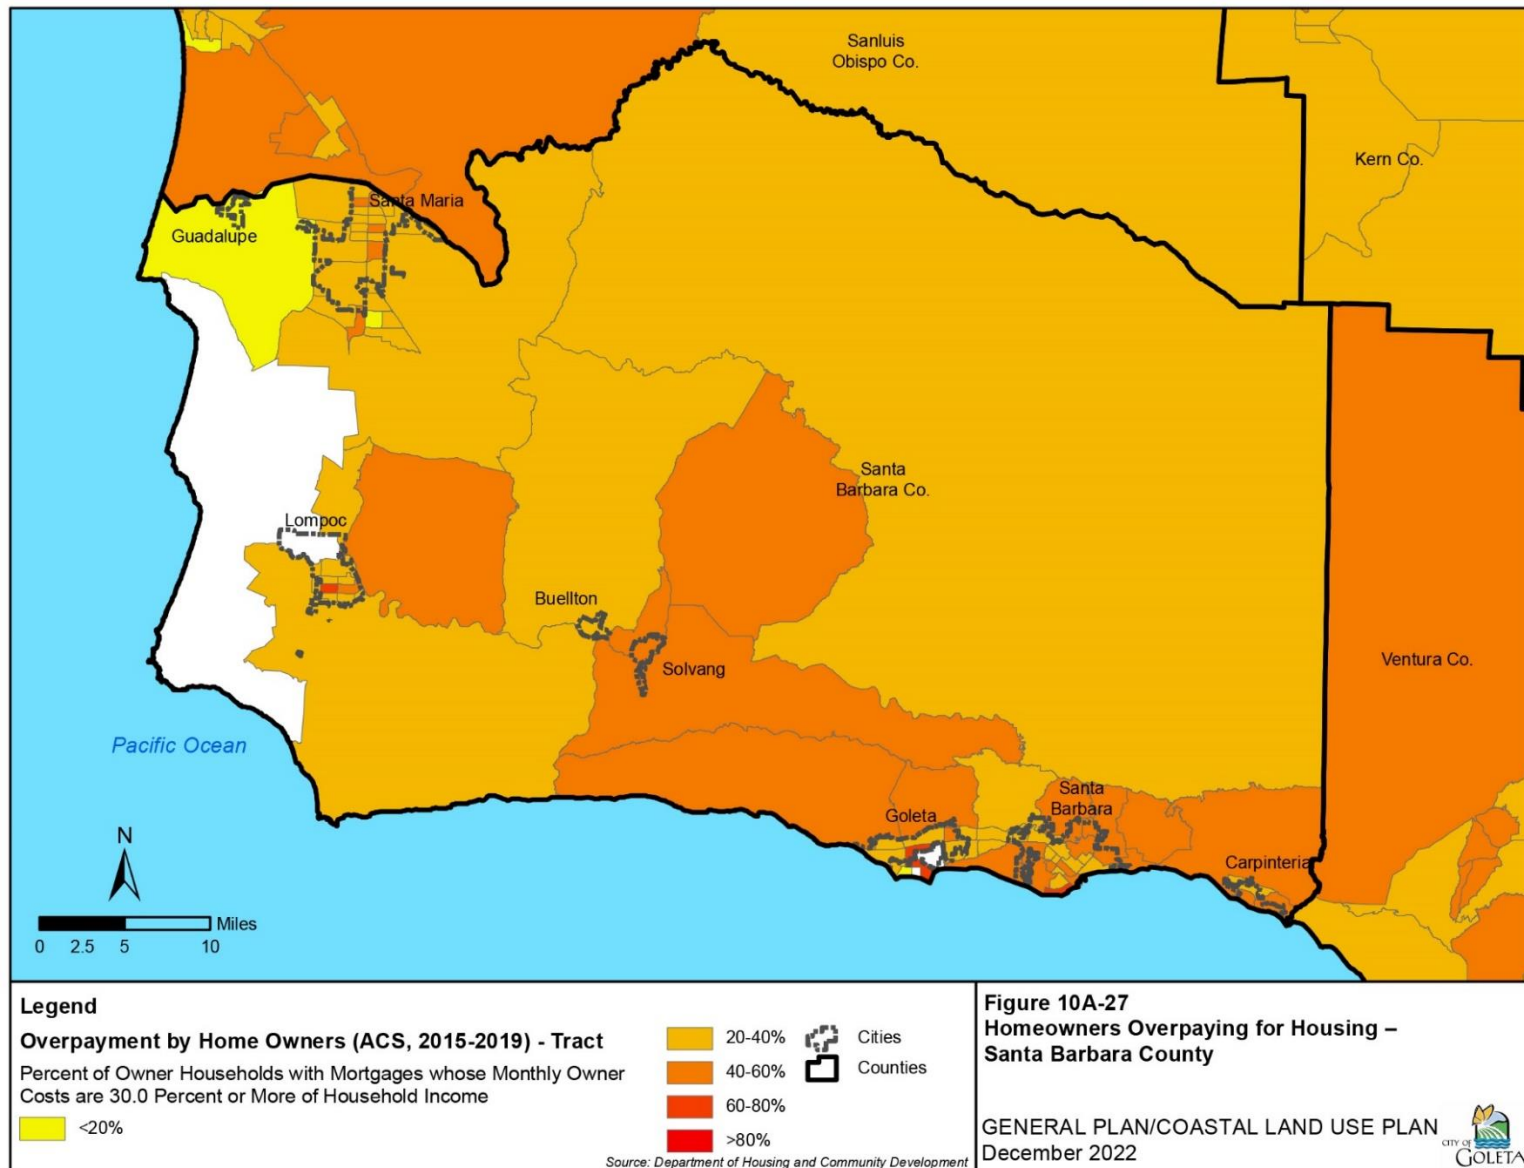 Sanluis
Obispo Co.
Kern Co.
Santa Maria
Guadalupe
Santa
Barbara Co.
Lompoc
Buellton
Solvang
Ventura Co.
Pacific Ocean
Santa
Barbara
Goleta
Carpinteria
N
Miles
0 2.5 5 10
Legend
Overpayment by Home Owners (ACS, 2015-2019) - Tract
Percent of Owner Households with Mortgages whose Monthly Owner
Costs are 30.0 Percent or More of Household Income
<20%
20-40%
40-60%
60-80%
>80%
Cities
Counties
Source: Department of Housing and Community Development
Figure 10A-27
Homeowners Overpaying for Housing –
Santa Barbara County
GENERAL PLAN/COASTAL LAND USE PLAN
December 2022
CITY OF
GOLETA